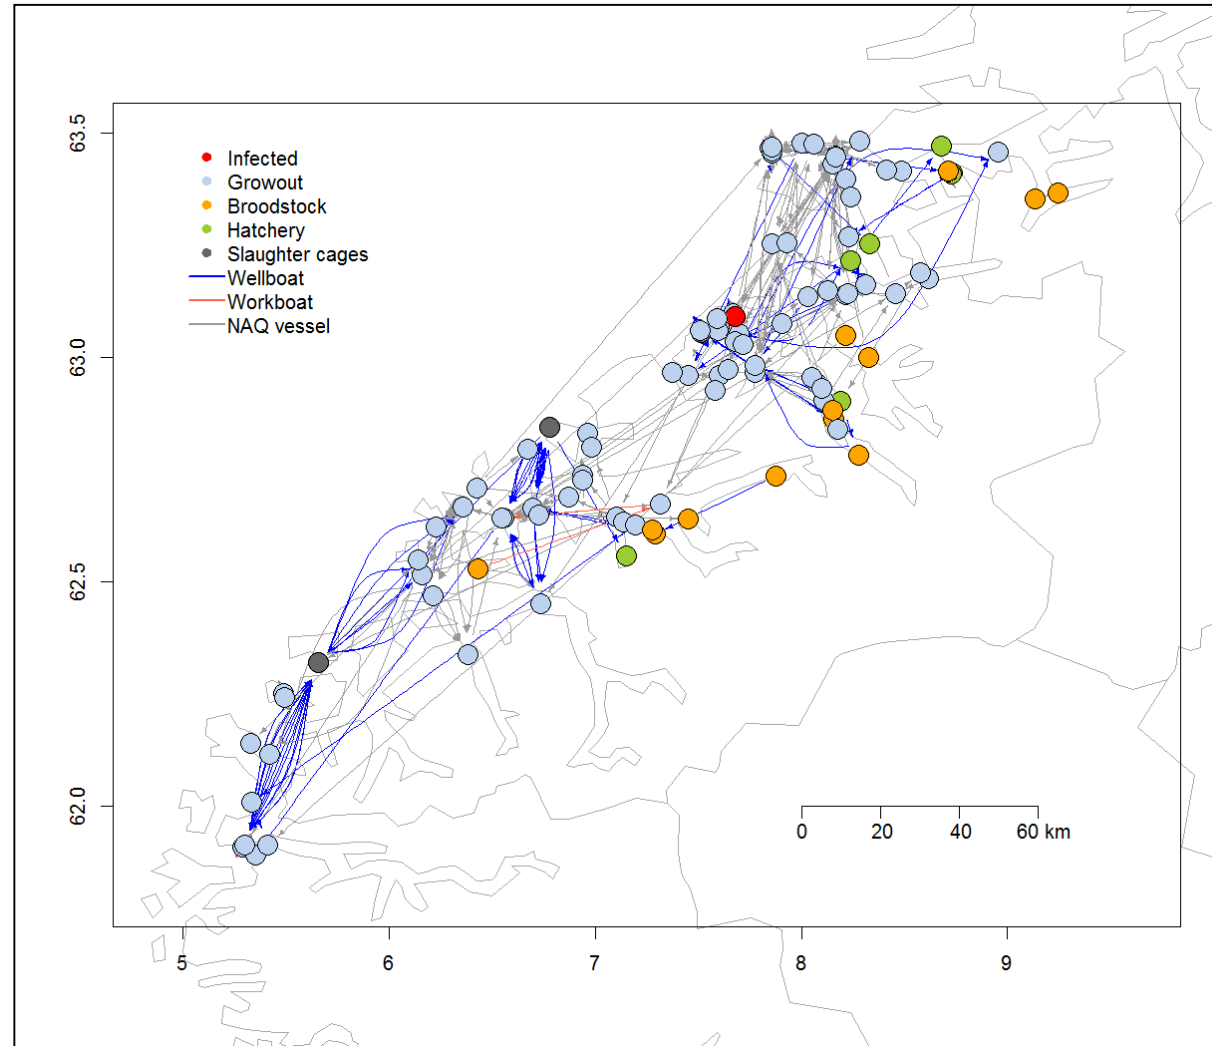 Infected
Growout
Broodstock
Hatchery
Slaughter cages
Wellboat
Workboat
NAQ vessel
63.5
63.0
62.5
62.0
0 20 40 60 km
5 6 7 8 9